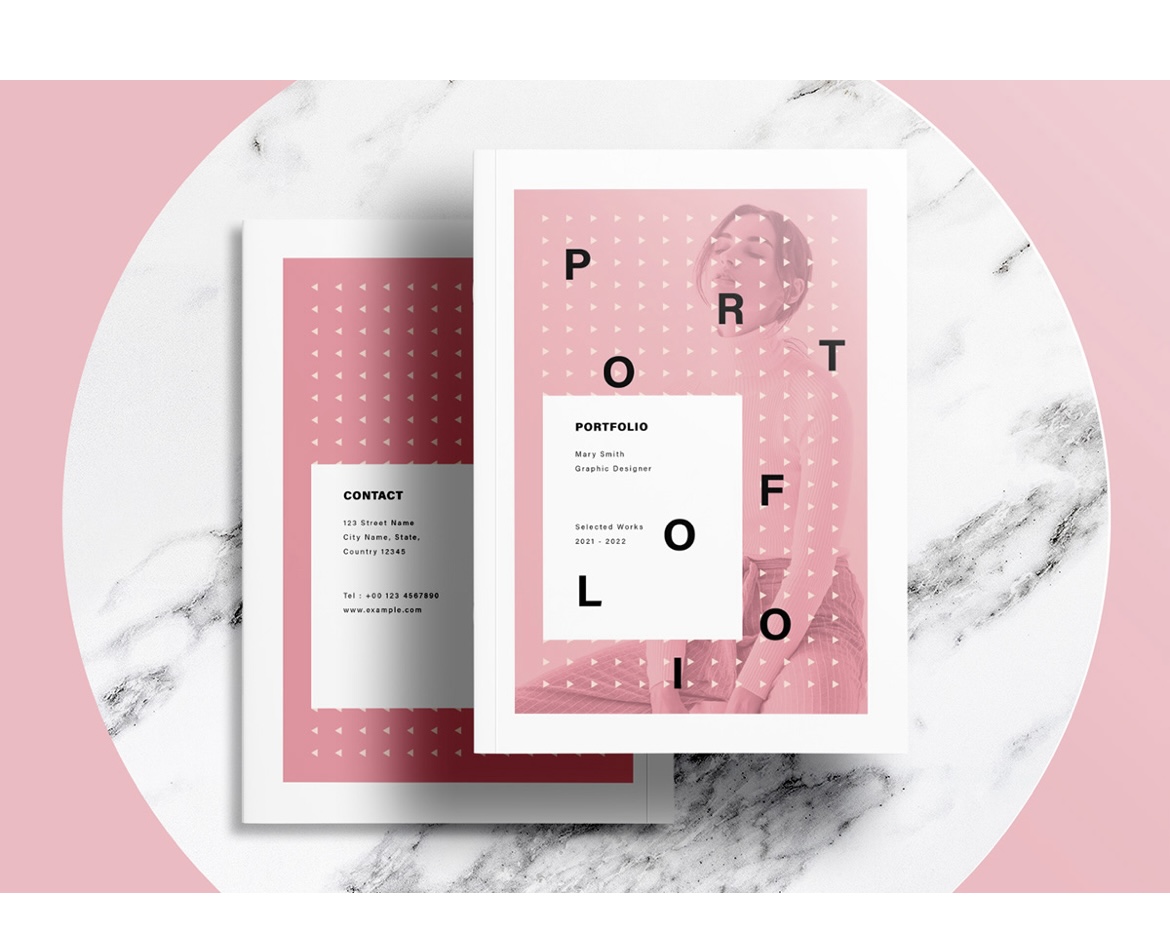 P
R
T
O
F
O
L
O
I
PORTFOLIO
Mary Smith
Graphic Designer
Selected Works
2021 - 2022
CONTACT
123 Street Name
City Name, State,
Country 12345
Tel : +00 123 4567890
www.example.com